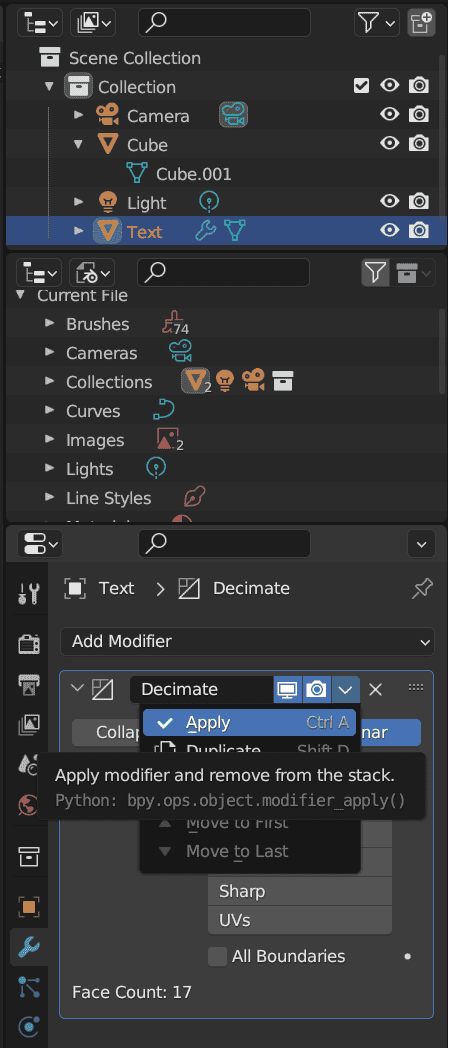 Scene Collection
Collection
Camera
Cube
Cube.001
Light
Text
Current File
Brushes 74
Cameras
Collections 2
Curves
Images 2
Lights
Line Styles
Text > Decimate
Add Modifier
Decimate
Apply Ctrl A
Collap nar
Duplicate Shift D
Apply modifier and remove from the stack.
Python: bpy.ops.object.modifier_apply()
Move to First
Move to Last
Sharp
UVs
All Boundaries
Face Count: 17